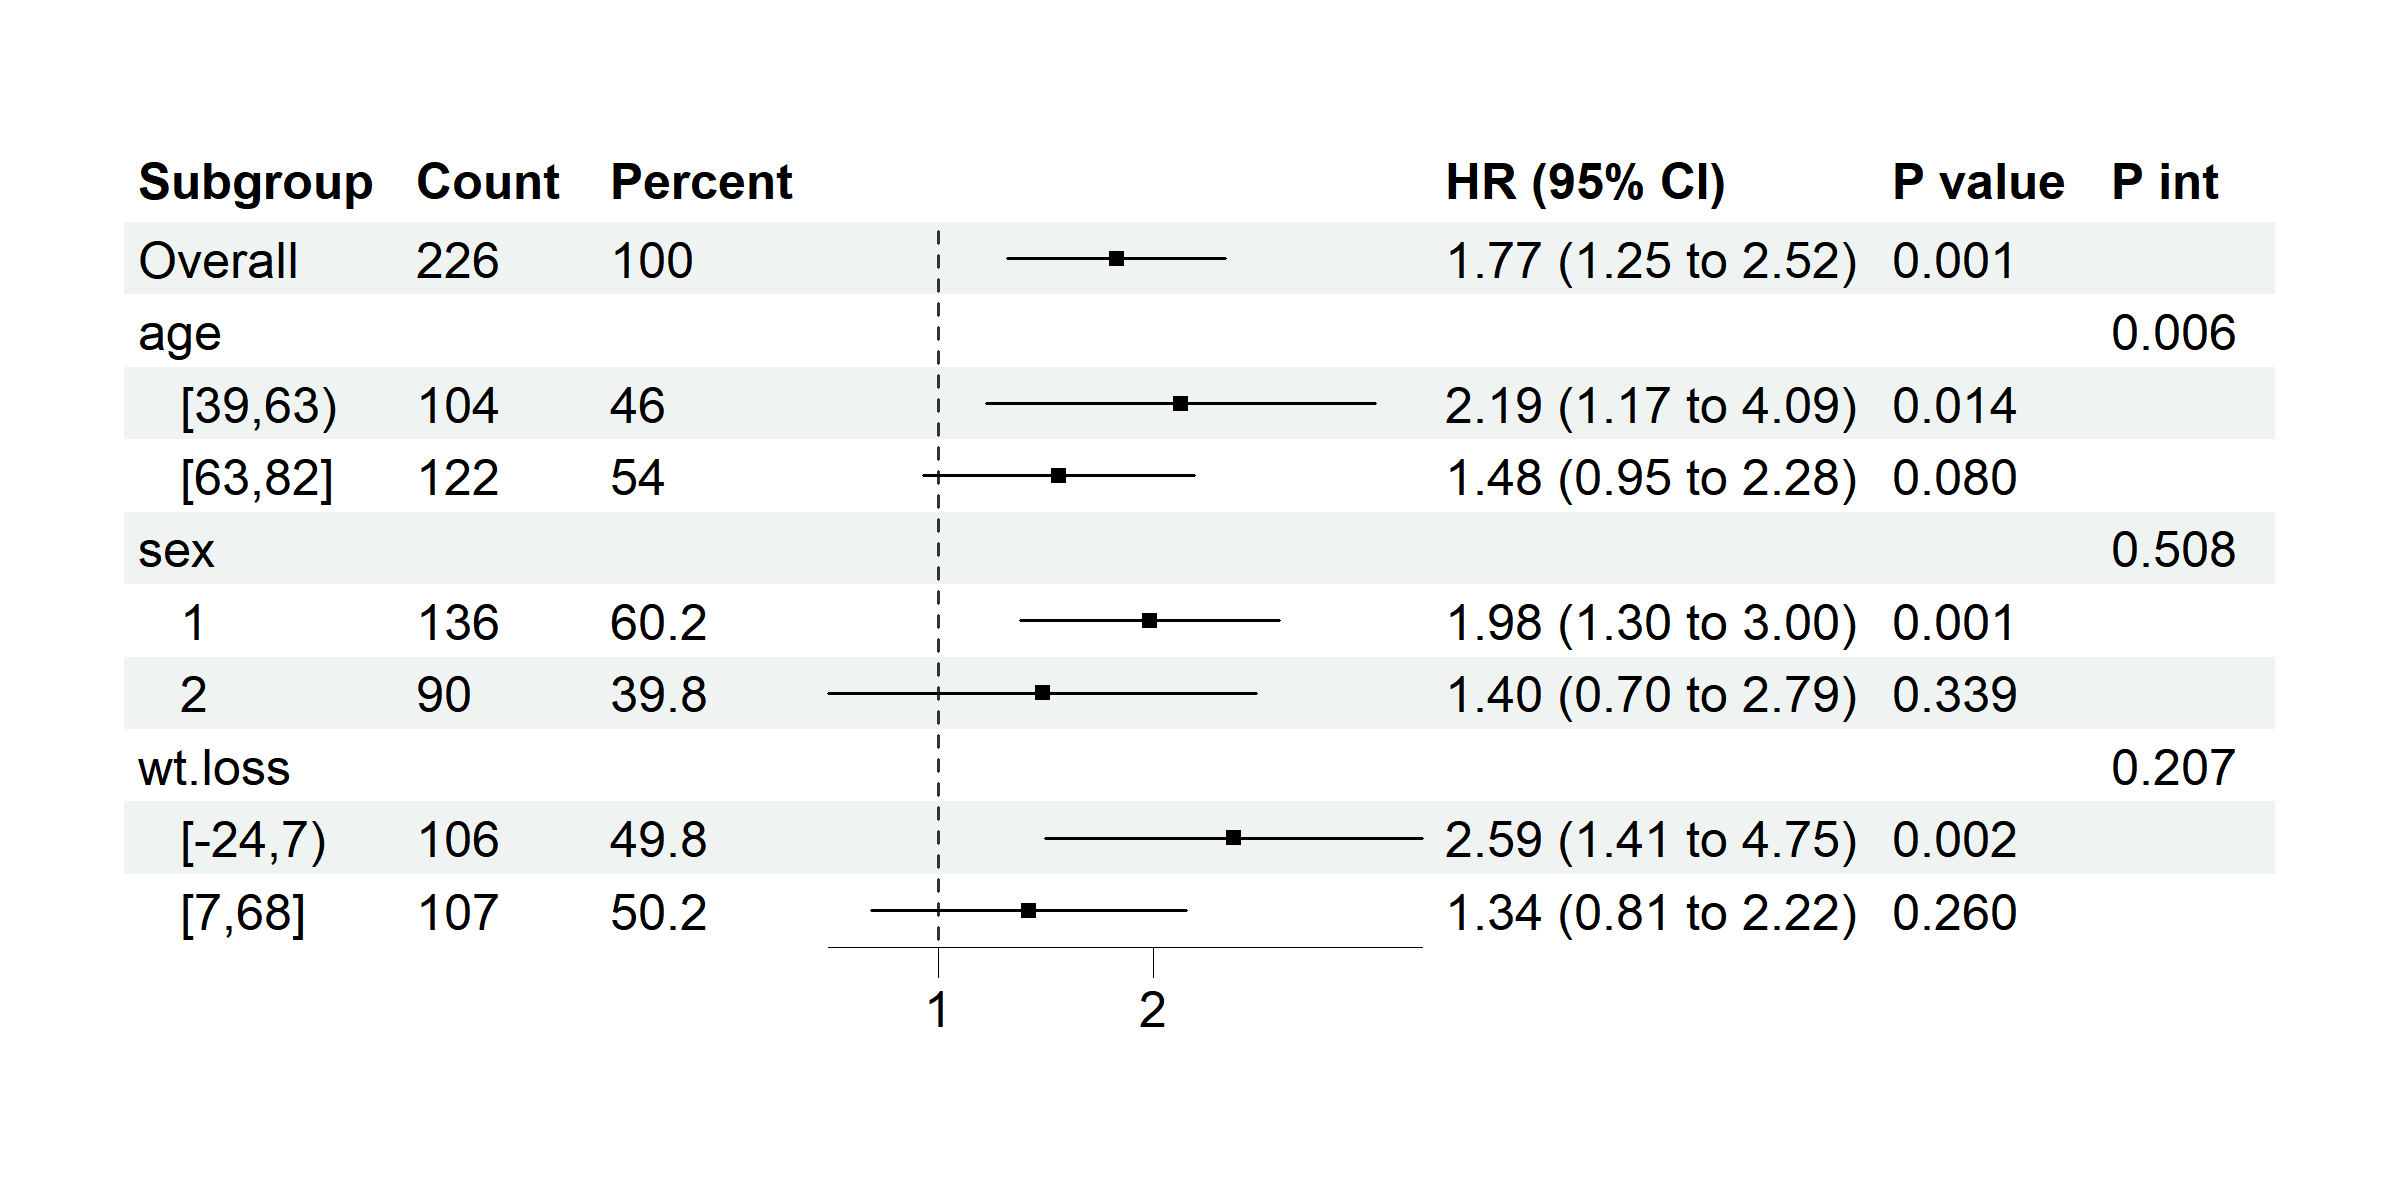 Subgroup Count Percent HR (95% CI) P value P int
Overall 226 100 1.77 (1.25 to 2.52) 0.001
age 0.006
[39,63) 104 46 2.19 (1.17 to 4.09) 0.014
[63,82] 122 54 1.48 (0.95 to 2.28) 0.080
sex 0.508
1 136 60.2 1.98 (1.30 to 3.00) 0.001
2 90 39.8 1.40 (0.70 to 2.79) 0.339
wt.loss 0.207
[-24,7) 106 49.8 2.59 (1.41 to 4.75) 0.002
[7,68] 107 50.2 1.34 (0.81 to 2.22) 0.260
1 2